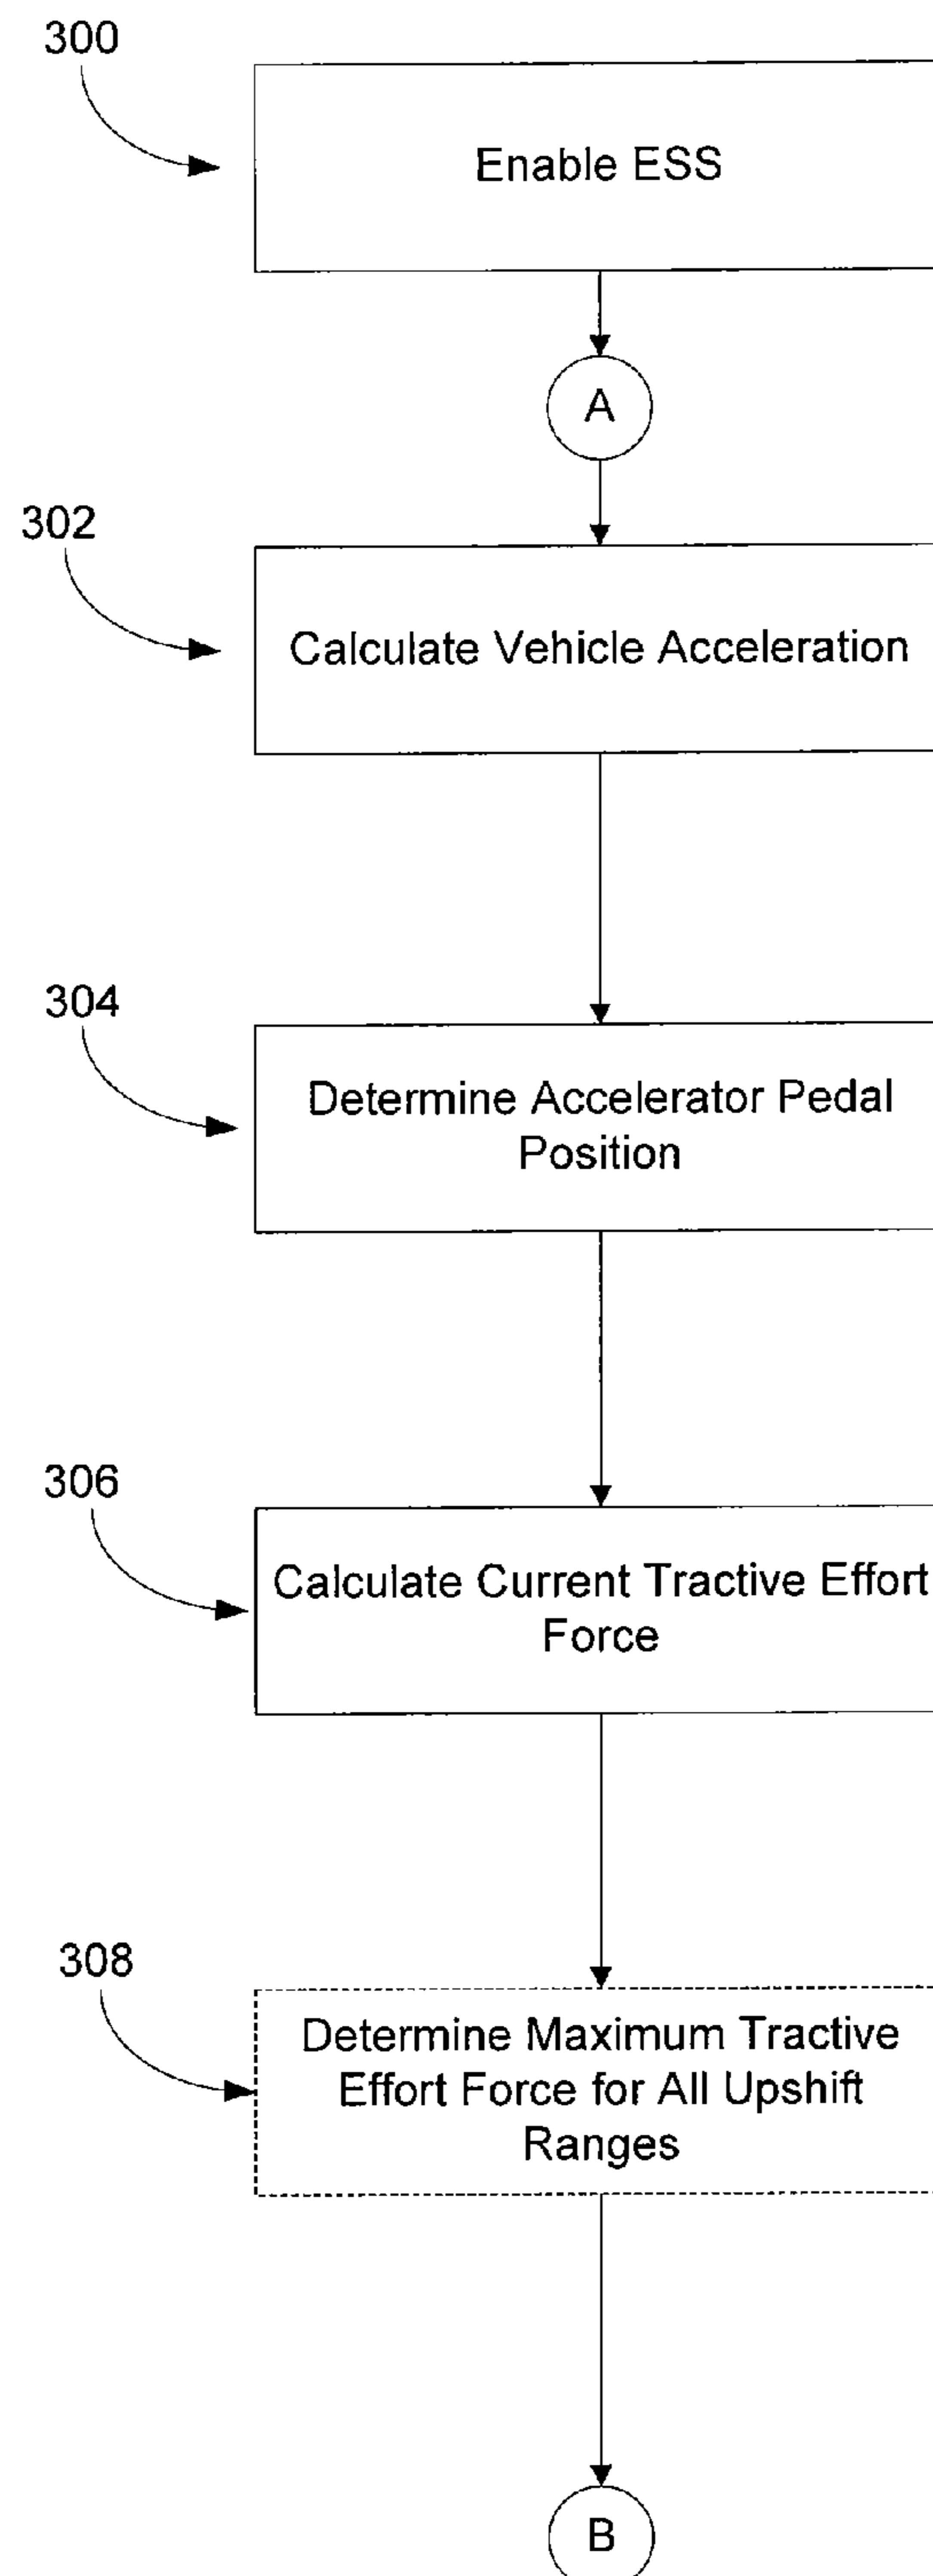 300
Enable ESS
A
302
Calculate Vehicle Acceleration
304
Determine Accelerator Pedal
Position
306
Calculate Current Tractive Effort
Force
308
Determine Maximum Tractive
Effort Force for All Upshift
Ranges
B